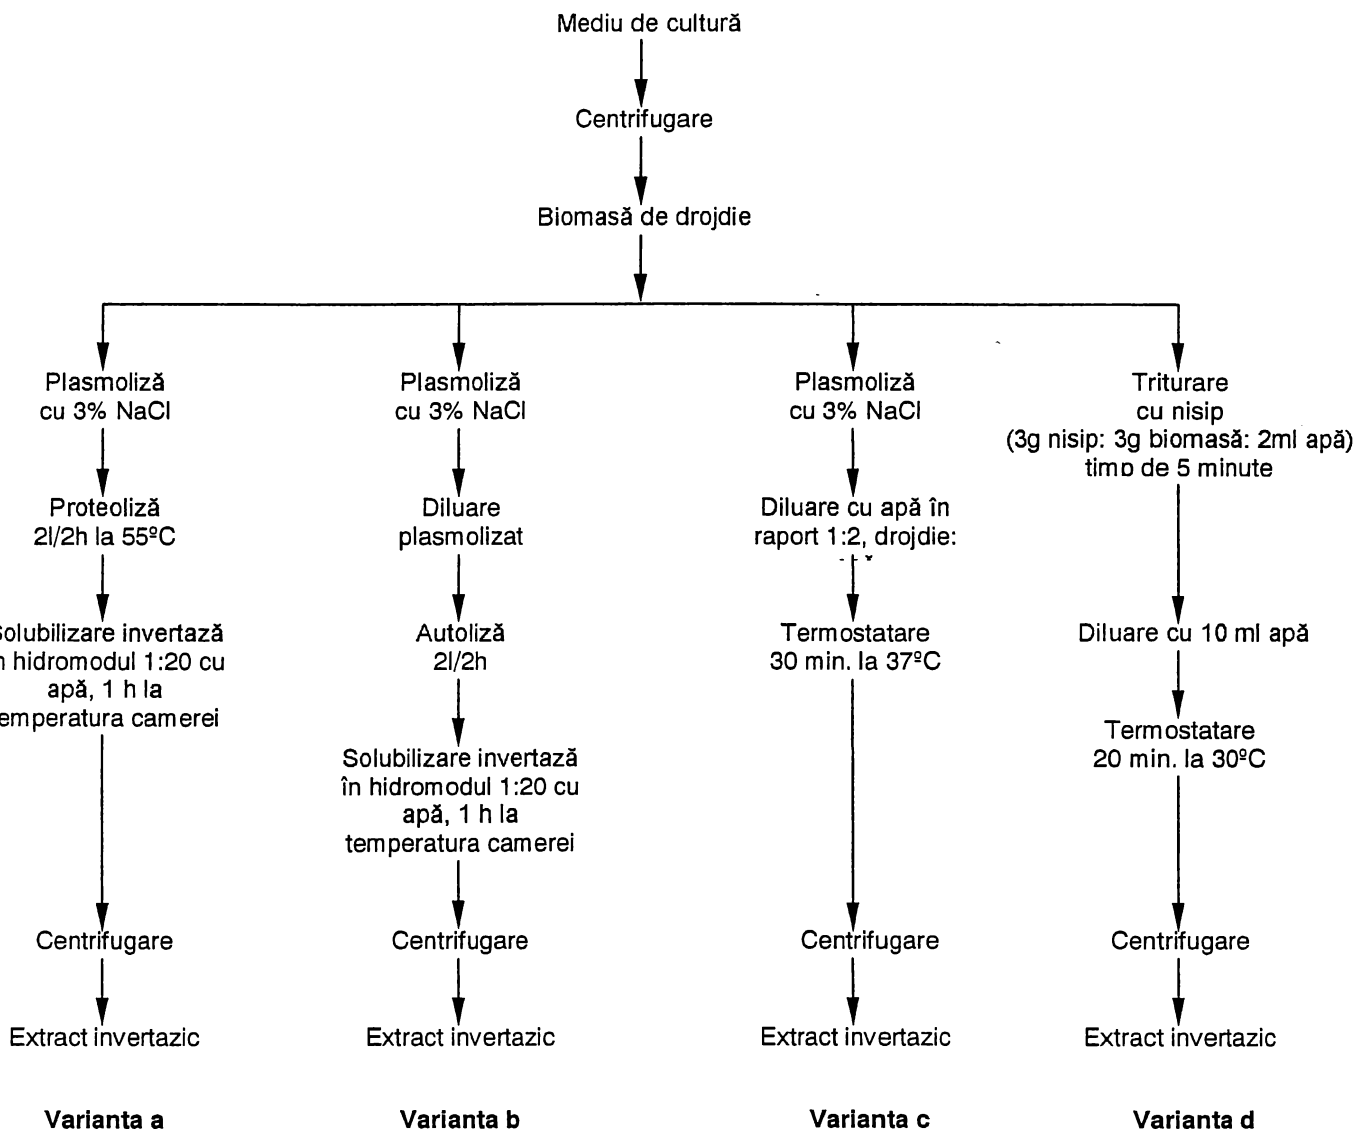 Mediu de cultură
Centrifugare
Biomasă de drojdie
Plasmoliză
cu 3% NaCl
Proteoliză
2l/2h la 55ºC
Solubilizare invertază
în hidromodul 1:20 cu
apă, 1 h la
temperatura camerei
Centrifugare
Extract invertazic
Varianta a
Plasmoliză
cu 3% NaCl
Diluare
plasmolizat
Autoliză
2l/2h
Solubilizare invertază
în hidromodul 1:20 cu
apă, 1 h la
temperatura camerei
Centrifugare
Extract invertazic
Varianta b
Plasmoliză
cu 3% NaCl
Diluare cu apă în
raport 1:2, drojdie:
Termostatare
30 min. la 37ºC
Centrifugare
Extract invertazic
Varianta c
Triturare
cu nisip
(3g nisip: 3g biomasă: 2ml apă)
timp de 5 minute
Diluare cu 10 ml apă
Termostatare
20 min. la 30ºC
Centrifugare
Extract invertazic
Varianta d